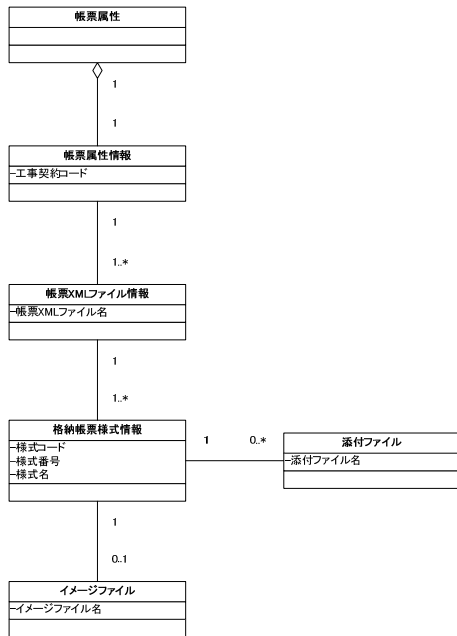 帳票属性
1
1
帳票属性情報
-工事契約コード
1
1..*
帳票XMLファイル情報
-帳票XMLファイル名
1
1..*
格納帳票様式情報
-様式コード
-様式番号
-様式名
1
0..*
添付ファイル
-添付ファイル名
1
0..1
イメージファイル
-イメージファイル名